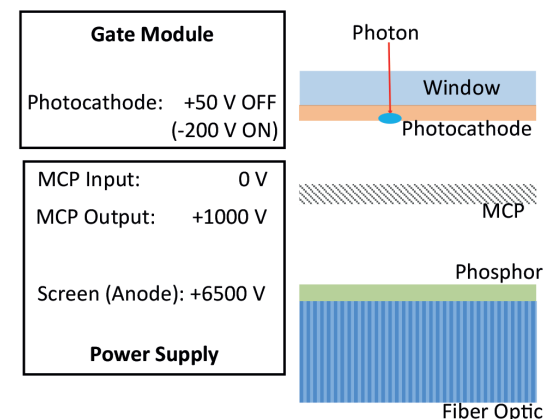 Gate Module
Photocathode: +50 V OFF
(-200 V ON)
MCP Input: 0 V
MCP Output: +1000 V
Screen (Anode): +6500 V
Power Supply
Photon
Window
Photocathode
MCP
Phosphor
Fiber Optic